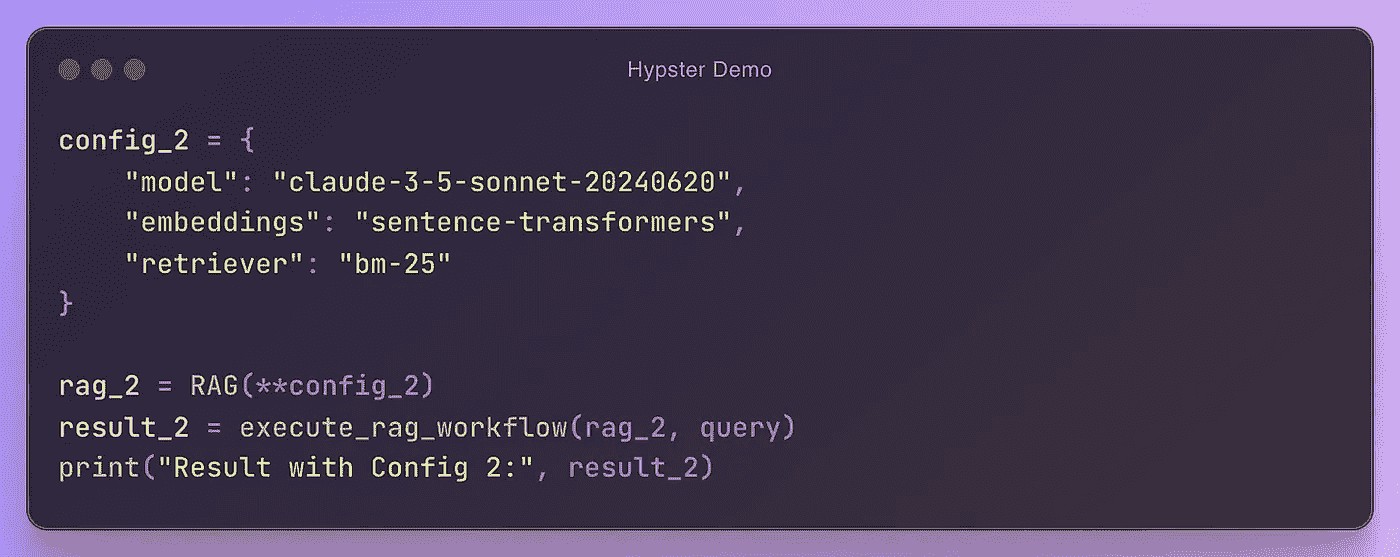 Hypster Demo
config_2 = {
    "model": "claude-3-5-sonnet-20240620",
    "embeddings": "sentence-transformers",
    "retriever": "bm-25"
}
rag_2 = RAG(**config_2)
result_2 = execute_rag_workflow(rag_2, query)
print("Result with Config 2:", result_2)